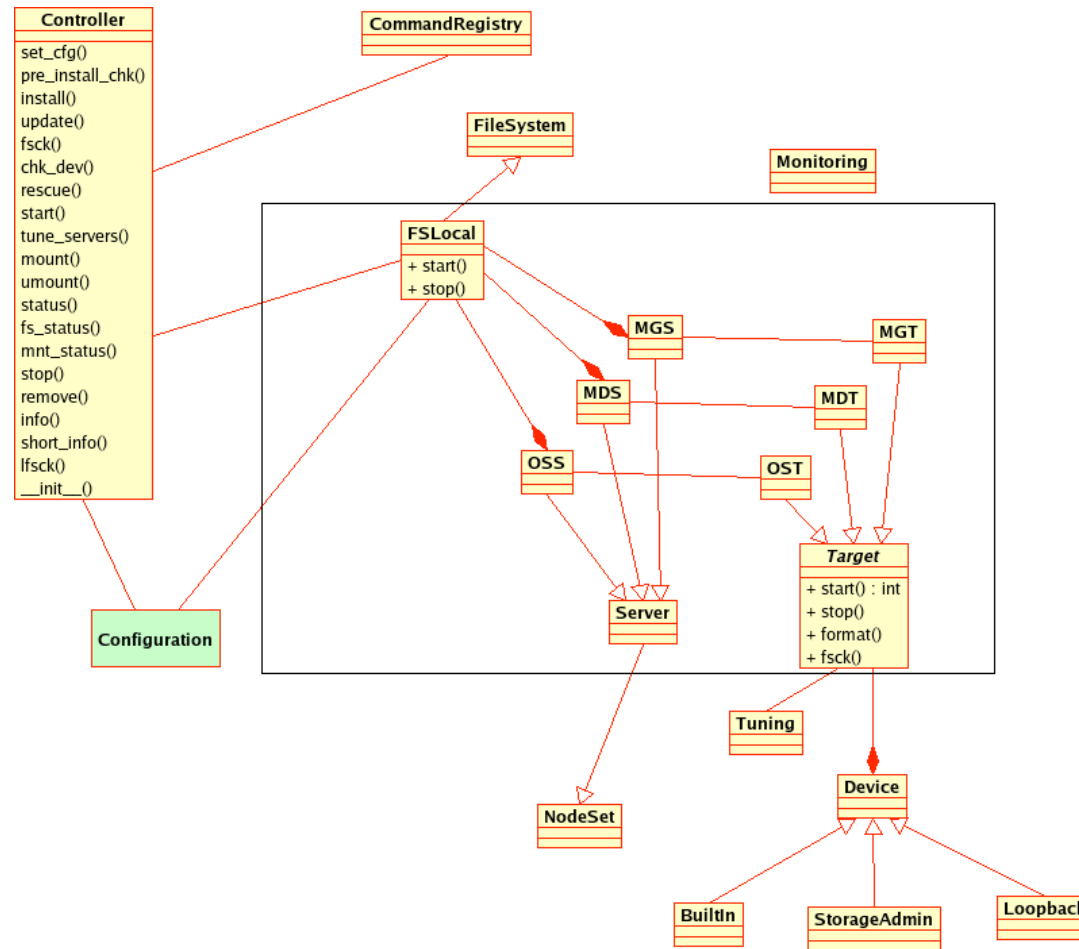 Controller
set_cfg()
pre_install_chk()
install()
update()
fsck()
chk_dev()
rescue()
start()
tune_servers()
mount()
umount()
status()
fs_status()
mnt_status()
stop()
remove()
info()
short_info()
lfsck()
__init__()
CommandRegistry
FileSystem
Monitoring
FSLocal
+ start()
+ stop()
MGS
MGT
MDS
MDT
OSS
OST
Target
+ start() : int
+ stop()
+ format()
+ fsck()
Server
Configuration
Tuning
Device
NodeSet
BuiltIn
StorageAdmin
Loopback